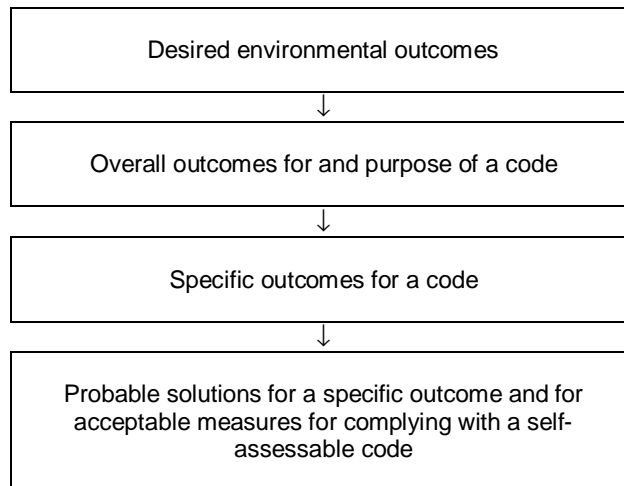 Desired environmental outcomes
↓
Overall outcomes for and purpose of a code
↓
Specific outcomes for a code
↓
Probable solutions for a specific outcome and for
acceptable measures for complying with a self-
assessable code